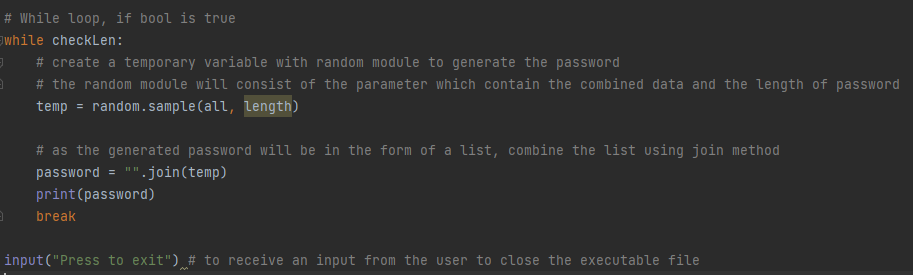 # While loop, if bool is true
while checkLen:
    # create a temporary variable with random module to generate the password
    # the random module will consist of the parameter which contain the combined data and the length of password
    temp = random.sample(all, length)

    # as the generated password will be in the form of a list, combine the list using join method
    password = "".join(temp)
    print(password)
    break

input("Press to exit") # to receive an input from the user to close the executable file